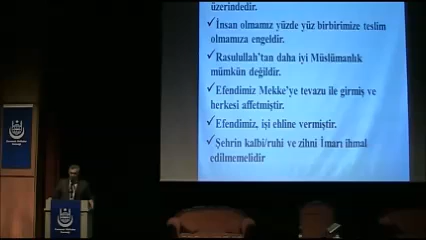 üzerindedir.
✓İnsan olmamız yüzde yüz birbirimize teslim
olmamıza engeldir.
✓Rasulullah'tan daha iyi Müslümanlık
mümkün değildir.
✓Efendimiz Mekke'ye tevazu ile girmiş ve
herkesi affetmiştir.
✓Efendimiz, işi ehline vermiştir.
✓Şehrin kalbi/ruhi ve zihni İmarı ihmal
edilmemelidir